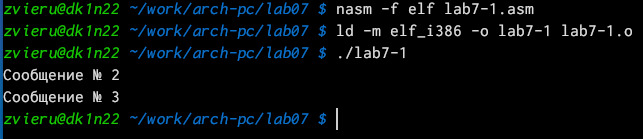 zvieru@dk1n22 ~/work/arch-pc/lab07 $ nasm -f elf lab7-1.asm
zvieru@dk1n22 ~/work/arch-pc/lab07 $ ld -m elf_i386 -o lab7-1 lab7-1.o
zvieru@dk1n22 ~/work/arch-pc/lab07 $ ./lab7-1
Сообщение № 2
Сообщение № 3
zvieru@dk1n22 ~/work/arch-pc/lab07 $